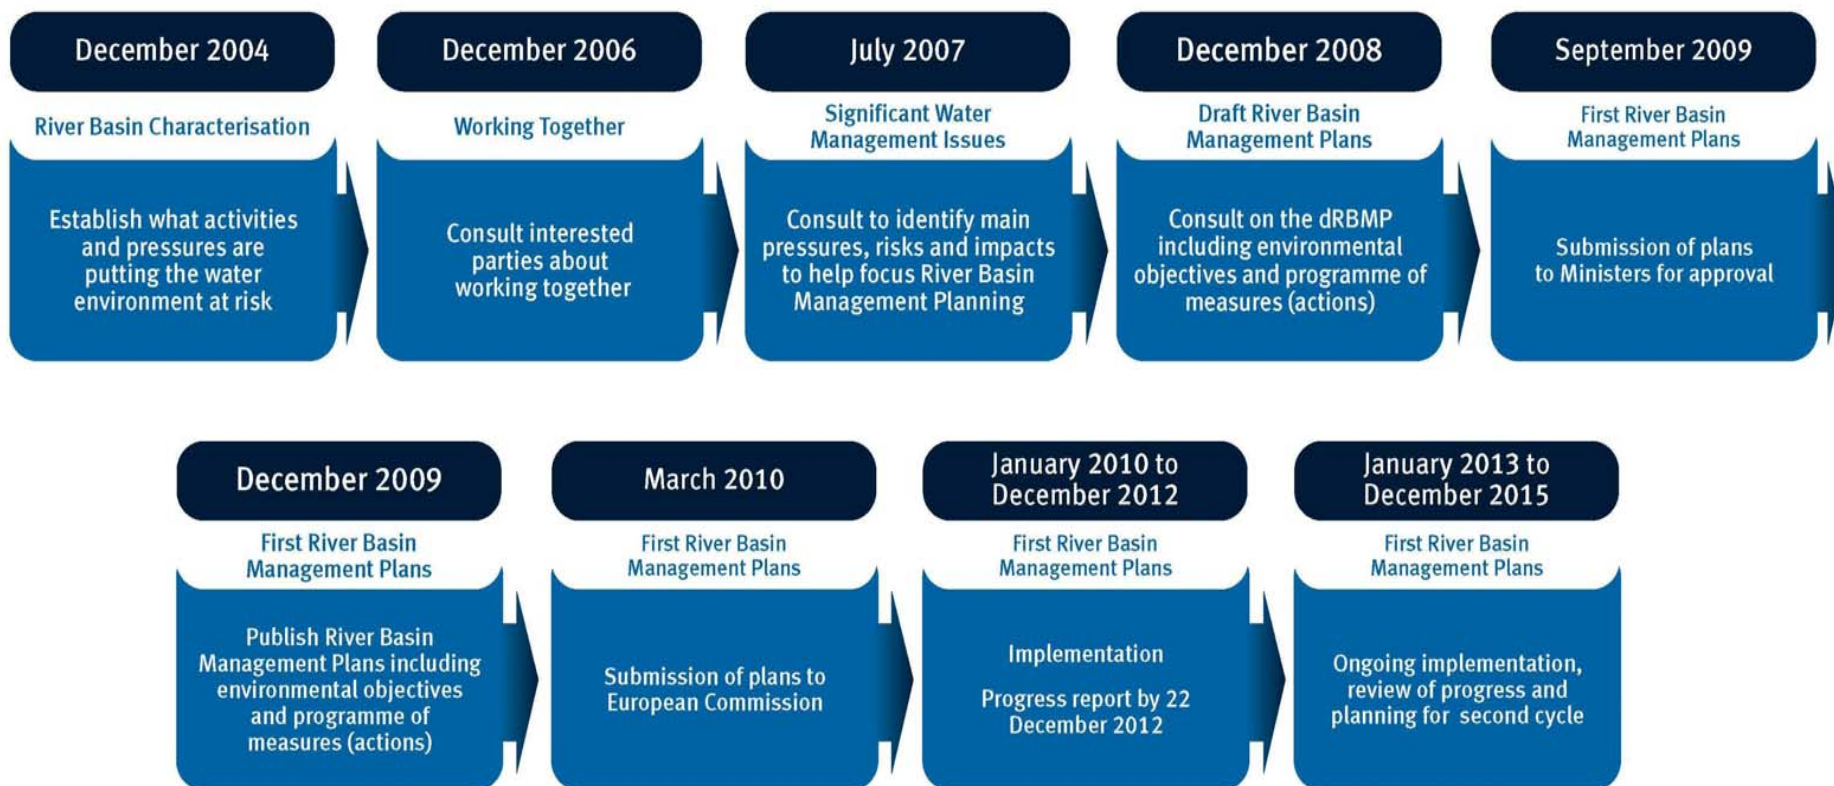 December 2004
River Basin Characterisation
Establish what activities
and pressures are
putting the water
environment at risk
December 2006
Working Together
Consult interested
parties about
working together
July 2007
Significant Water
Management Issues
Consult to identify main
pressures, risks and impacts
to help focus River Basin
Management Planning
December 2008
Draft River Basin
Management Plans
Consult on the dRBMP
including environmental
objectives and programme of
measures (actions)
September 2009
First River Basin
Management Plans
Submission of plans
to Ministers for approval
December 2009
First River Basin
Management Plans
Publish River Basin
Management Plans including
environmental objectives
and programme of
measures (actions)
March 2010
First River Basin
Management Plans
Submission of plans to
European Commission
January 2010 to
December 2012
First River Basin
Management Plans
Implementation
Progress report by 22
December 2012
January 2013 to
December 2015
First River Basin
Management Plans
Ongoing implementation,
review of progress and
planning for second cycle